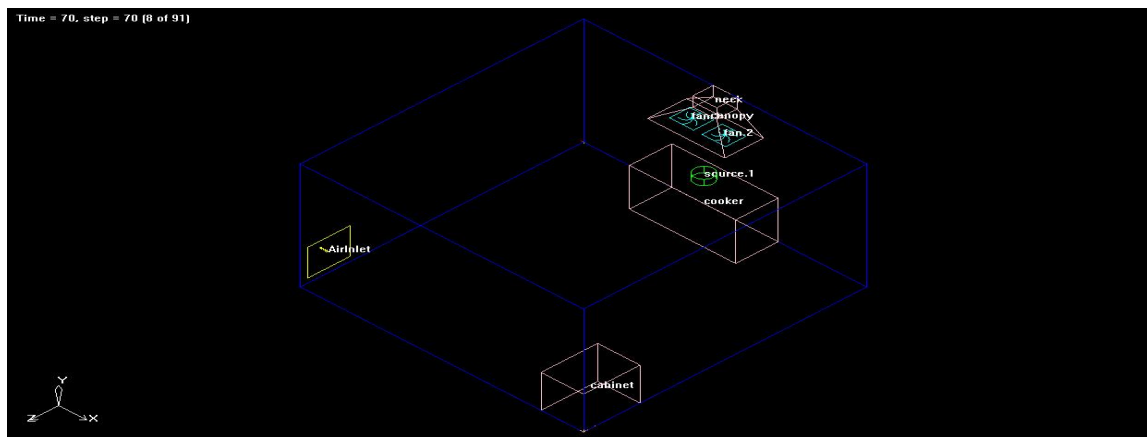 Time = 70, step = 70 (8 of 91)
neck
canopy
fan.2
source.1
cooker
AirInlet
cabinet
Y
Z
X